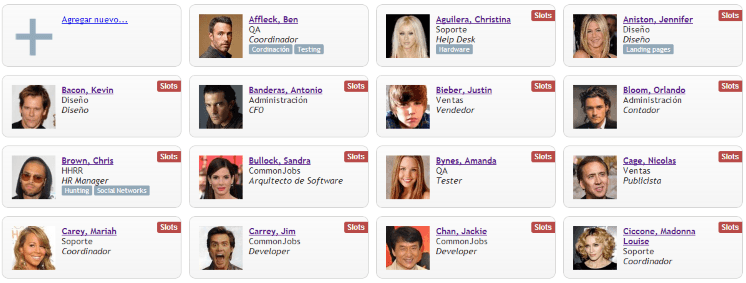 Agregar nuevo...
Affleck, Ben
QA
Coordinador
Cordinación Testing
Slots
Aguilera, Christina
Soporte
Help Desk
Hardware
Slots
Aniston, Jennifer
Diseño
Diseño
Landing pages
Slots
Bacon, Kevin
Diseño
Diseño
Slots
Banderas, Antonio
Administración
CFO
Slots
Bieber, Justin
Ventas
Vendedor
Slots
Bloom, Orlando
Administración
Contador
Slots
Brown, Chris
HHRR
HR Manager
Hunting Social Networks
Slots
Bullock, Sandra
CommonJobs
Arquitecto de Software
Slots
Bynes, Amanda
QA
Tester
Slots
Cage, Nicolas
Ventas
Publicista
Slots
Carey, Mariah
Soporte
Coordinador
Slots
Carrey, Jim
CommonJobs
Developer
Slots
Chan, Jackie
CommonJobs
Developer
Slots
Ciccone, Madonna
Louise
Soporte
Coordinador